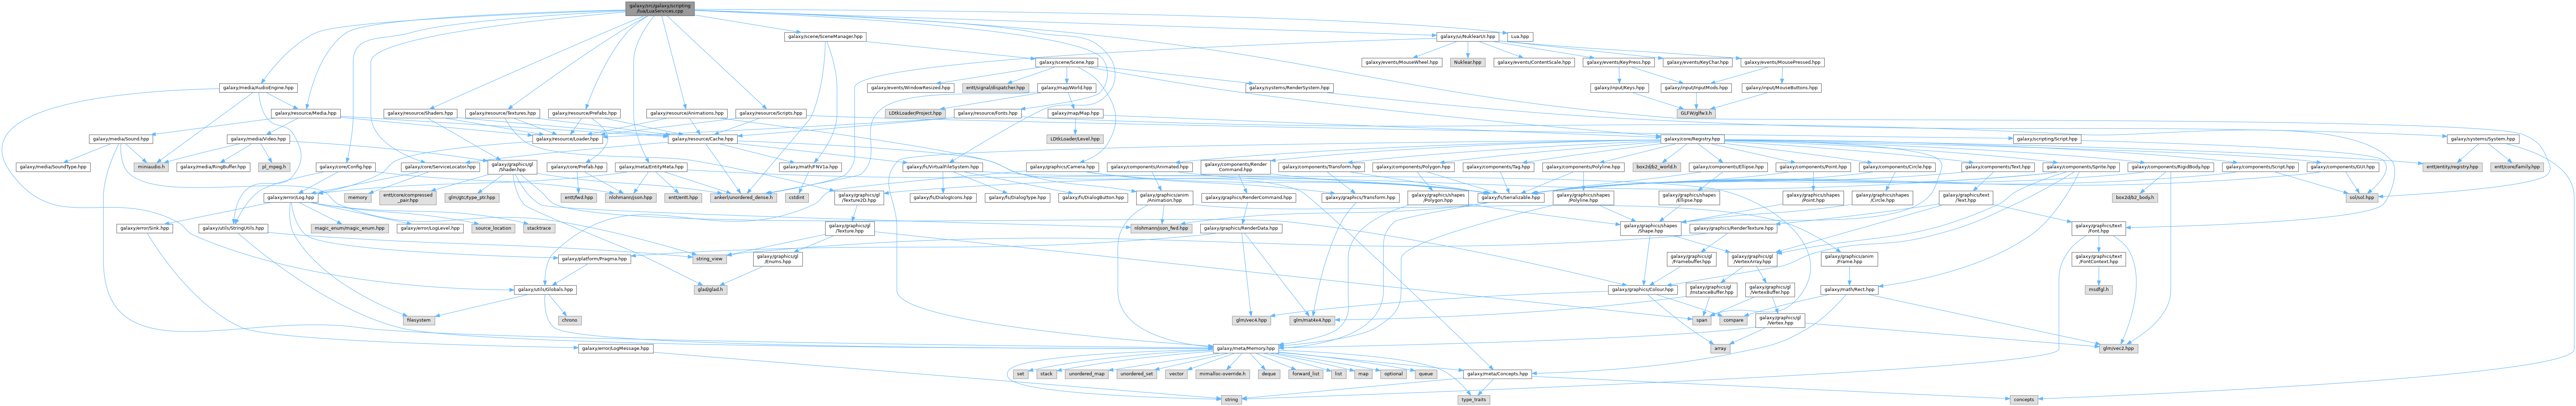 galaxy/src/galaxy/scripting
/lua/LuaServices.cpp
galaxy/scene/SceneManager.hpp
galaxy/ui/NuklearUI.hpp
Lua.hpp
galaxy/scene/Scene.hpp
galaxy/events/MouseWheel.hpp
Nuklear.hpp
galaxy/events/ContentScale.hpp
galaxy/events/KeyPress.hpp
galaxy/events/KeyChar.hpp
galaxy/events/MousePressed.hpp
galaxy/media/AudioEngine.hpp
galaxy/events/WindowResized.hpp
entt/signal/dispatcher.hpp
galaxy/map/World.hpp
galaxy/systems/RenderSystem.hpp
galaxy/input/Keys.hpp
galaxy/input/InputMods.hpp
galaxy/input/MouseButtons.hpp
galaxy/resource/Media.hpp
galaxy/resource/Shaders.hpp
galaxy/resource/Textures.hpp
galaxy/resource/Prefabs.hpp
galaxy/resource/Animations.hpp
galaxy/resource/Scripts.hpp
LDtkLoader/Project.hpp
galaxy/resource/Fonts.hpp
galaxy/map/Map.hpp
GLFW/glfw3.h
galaxy/media/Sound.hpp
galaxy/media/Video.hpp
galaxy/resource/Loader.hpp
galaxy/resource/Cache.hpp
LDtkLoader/Level.hpp
galaxy/core/Registry.hpp
galaxy/scripting/Script.hpp
galaxy/systems/System.hpp
galaxy/media/SoundType.hpp
miniaudio.h
galaxy/media/RingBuffer.hpp
pl_mpeg.h
galaxy/core/Config.hpp
galaxy/core/ServiceLocator.hpp
galaxy/graphics/gl
/Shader.hpp
galaxy/core/Prefab.hpp
galaxy/meta/EntityMeta.hpp
galaxy/math/FNV1a.hpp
galaxy/fs/VirtualFileSystem.hpp
galaxy/graphics/Camera.hpp
galaxy/components/Animated.hpp
galaxy/components/Render
Command.hpp
galaxy/components/Transform.hpp
galaxy/components/Polygon.hpp
galaxy/components/Tag.hpp
galaxy/components/Polyline.hpp
box2d/b2_world.h
galaxy/components/Ellipse.hpp
galaxy/components/Point.hpp
galaxy/components/Circle.hpp
galaxy/components/Text.hpp
galaxy/components/Sprite.hpp
galaxy/components/RigidBody.hpp
galaxy/components/Script.hpp
galaxy/components/GUI.hpp
entt/entity/registry.hpp
entt/core/family.hpp
galaxy/error/Log.hpp
memory
entt/core/compressed
_pair.hpp
glm/gtc/type_ptr.hpp
entt/fwd.hpp
nlohmann/json.hpp
entt/entt.hpp
ankerl/unordered_dense.h
cstdint
galaxy/graphics/gl
/Texture2D.hpp
galaxy/fs/DialogIcons.hpp
galaxy/fs/DialogType.hpp
galaxy/fs/DialogButton.hpp
galaxy/graphics/anim
/Animation.hpp
galaxy/graphics/RenderCommand.hpp
galaxy/graphics/Transform.hpp
galaxy/graphics/shapes
/Polygon.hpp
galaxy/fs/Serializable.hpp
galaxy/graphics/shapes
/Polyline.hpp
galaxy/graphics/shapes
/Ellipse.hpp
galaxy/graphics/shapes
/Point.hpp
galaxy/graphics/shapes
/Circle.hpp
galaxy/graphics/text
/Text.hpp
box2d/b2_body.h
sol/sol.hpp
galaxy/error/Sink.hpp
galaxy/utils/StringUtils.hpp
magic_enum/magic_enum.hpp
galaxy/error/LogLevel.hpp
source_location
stacktrace
galaxy/graphics/gl
/Texture.hpp
nlohmann/json_fwd.hpp
galaxy/graphics/RenderData.hpp
galaxy/graphics/shapes
/Shape.hpp
galaxy/graphics/RenderTexture.hpp
galaxy/graphics/text
/Font.hpp
galaxy/platform/Pragma.hpp
string_view
galaxy/graphics/gl
/Enums.hpp
galaxy/graphics/gl
/Framebuffer.hpp
galaxy/graphics/gl
/VertexArray.hpp
galaxy/graphics/anim
/Frame.hpp
galaxy/graphics/text
/FontContext.hpp
galaxy/utils/Globals.hpp
glad/glad.h
galaxy/graphics/Colour.hpp
galaxy/graphics/gl
/InstanceBuffer.hpp
galaxy/graphics/gl
/VertexBuffer.hpp
galaxy/math/Rect.hpp
msdfgl.h
filesystem
chrono
glm/vec4.hpp
glm/mat4x4.hpp
span
compare
galaxy/graphics/gl
/Vertex.hpp
galaxy/error/LogMessage.hpp
galaxy/meta/Memory.hpp
array
glm/vec2.hpp
set
stack
unordered_map
unordered_set
vector
mimalloc-override.h
deque
forward_list
list
map
optional
queue
galaxy/meta/Concepts.hpp
string
type_traits
concepts